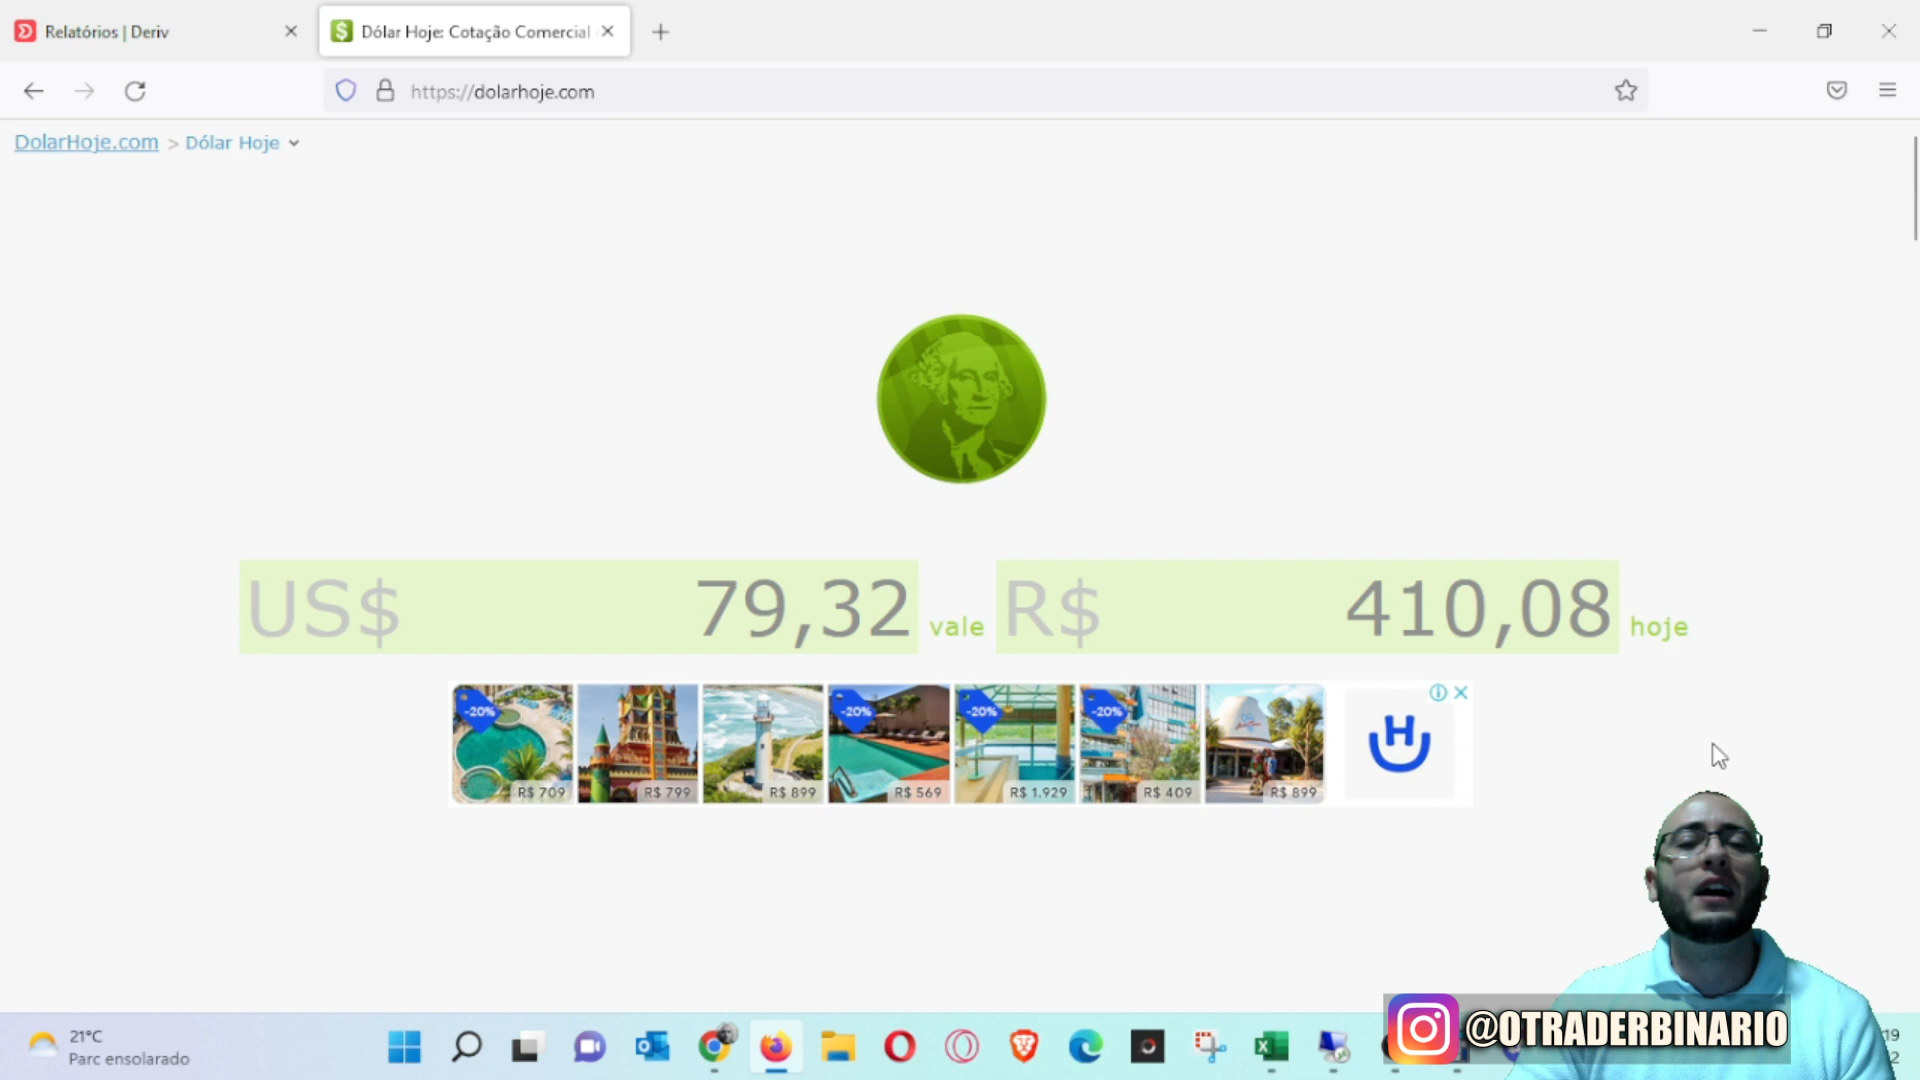 Relatórios | Deriv
Dólar Hoje: Cotação Comercial
https://dolarhoje.com
DolarHoje.com > Dólar Hoje
US$ 79,32 vale R$ 410,08 hoje
-20% -20% -20% -20%
R$ 709 R$ 799 R$ 899 R$ 569 R$ 1.929 R$ 409 R$ 899
H
@OTRADERBINARIO
21°C
Parc ensolarado